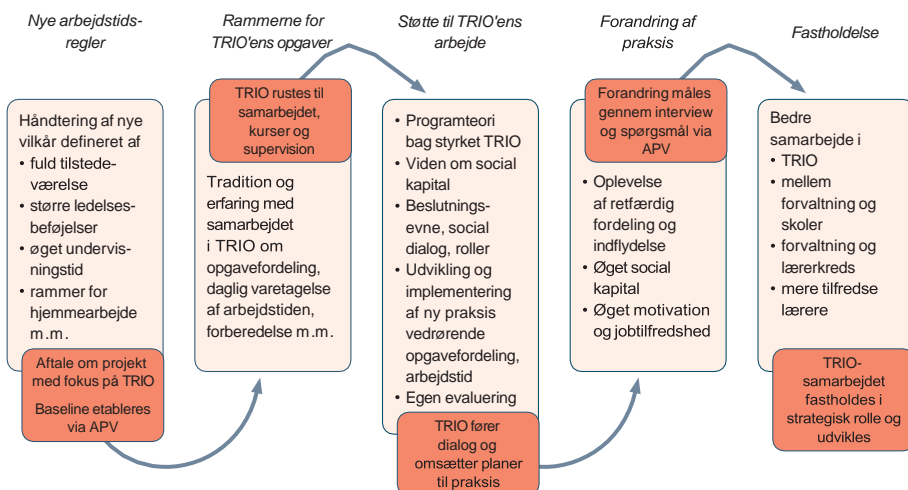 Nye arbejdstids-
regler
Håndtering af nye
vilkår defineret af
• fuld tilstede-
værelse
• større ledelses-
beføjelser
• øget undervis-
ningstid
• rammer for
hjemmearbejde
m.m.
Aftale om projekt
med fokus på TRIO
Baseline etableres
via APV
Rammerne for
TRIO'ens opgaver
TRIO rustes til
samarbejdet,
kurser og
supervision
Tradition og
erfaring med
samarbejdet
i TRIO om
opgavefordeling,
daglig varetagelse
af arbejdstiden,
forberedelse m.m.
Støtte til TRIO'ens
arbejde
• Programteori
bag styrket TRIO
• Viden om social
kapital
• Beslutnings-
evne, social
dialog, roller
• Udvikling og
implementering
af ny praksis
vedrørende
opgavefordeling,
arbejdstid
• Egen evaluering
TRIO fører
dialog og
omsætter planer
til praksis
Forandring af
praksis
Forandring måles
gennem interview
og spørgsmål via
APV
• Oplevelse
af retfærdig
fordeling og
indflydelse
• Øget social
kapital
• Øget motivation
og jobtilfredshed
Fastholdelse
Bedre
samarbejde i
• TRIO
• mellem
forvaltning og
skoler
• forvaltning og
lærerkreds
• mere tilfredse
lærere
TRIO-
samarbejdet
fastholdes i
strategisk rolle og
udvikles